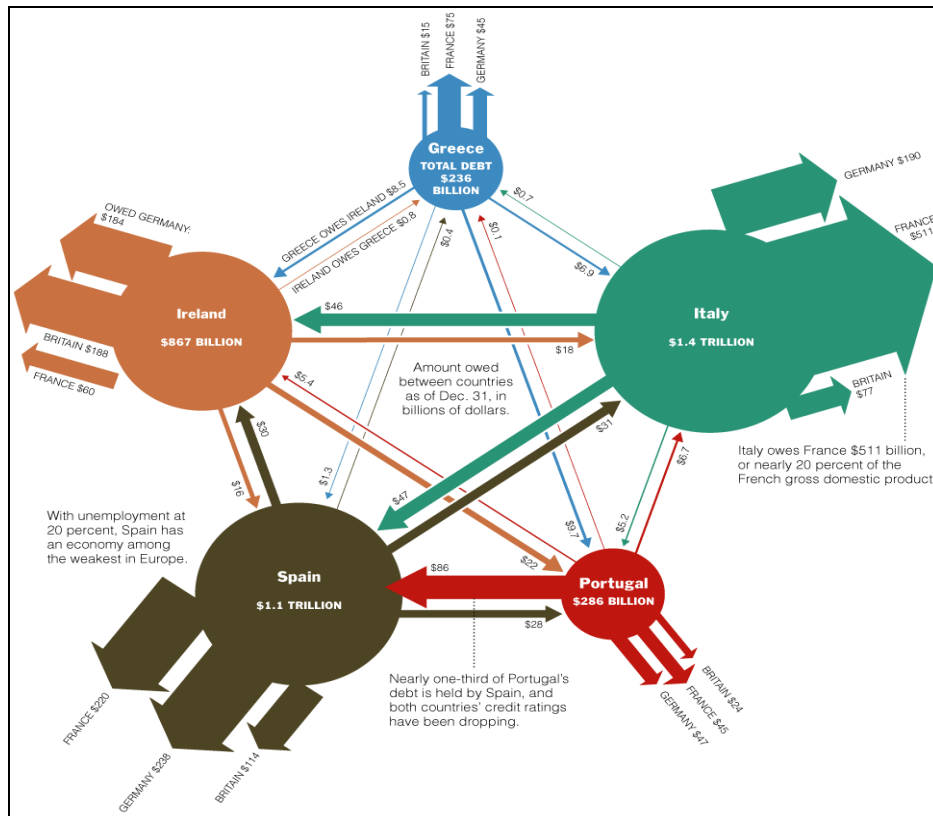 BRITAIN $15
FRANCE $75
GERMANY $45
Greece
TOTAL DEBT
$236
BILLION
GREECE OWES IRELAND $8.5
IRELAND OWES GREECE $0.8
$0.4
$0.1
$0.7
$6.9
GERMANY $190
FRANCE
$511
OWED GERMANY:
$184
Ireland
$867 BILLION
BRITAIN $188
FRANCE $60
$46
$18
Italy
$1.4 TRILLION
BRITAIN
$77
Amount owed
between countries
as of Dec. 31, in
billions of dollars.
$5.4
$31
$30
$16
$1.3
$47
$9.7
$5.2
$6.7
$22
Italy owes France $511 billion,
or nearly 20 percent of the
French gross domestic product
With unemployment at
20 percent, Spain has
an economy among
the weakest in Europe.
Spain
$1.1 TRILLION
$86
$28
Portugal
$286 BILLION
Nearly one-third of Portugal's
debt is held by Spain, and
both countries' credit ratings
have been dropping.
FRANCE $220
GERMANY $238
BRITAIN $114
BRITAIN $24
FRANCE $45
GERMANY $47